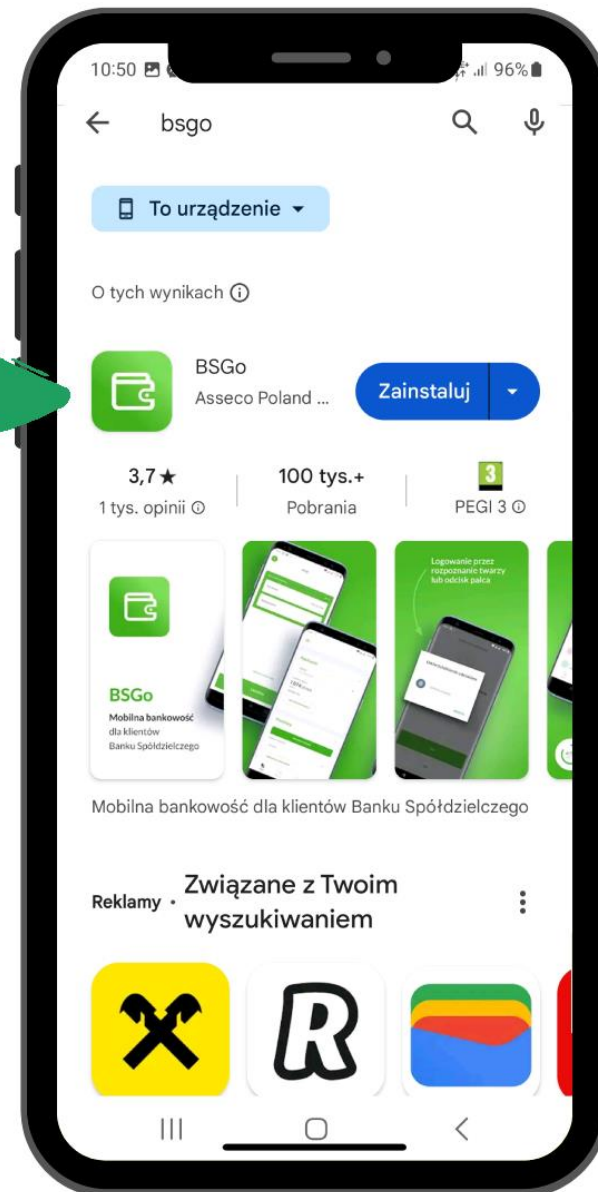 10:50 96%
bsgo
To urządzenie
O tych wynikach
BSGo
Asseco Poland ...
Zainstaluj
3,7★
1 tys. opinii
100 tys.+
Pobrania
3
PEGI 3
BSGo
Mobilna bankowość
dla klientów
Banku Spółdzielczego
Logowanie przez
rozpoznanie twarzy
lub odcisk palca
Mobilna bankowość dla klientów Banku Spółdzielczego
Reklamy · Związane z Twoim
wyszukiwaniem
R